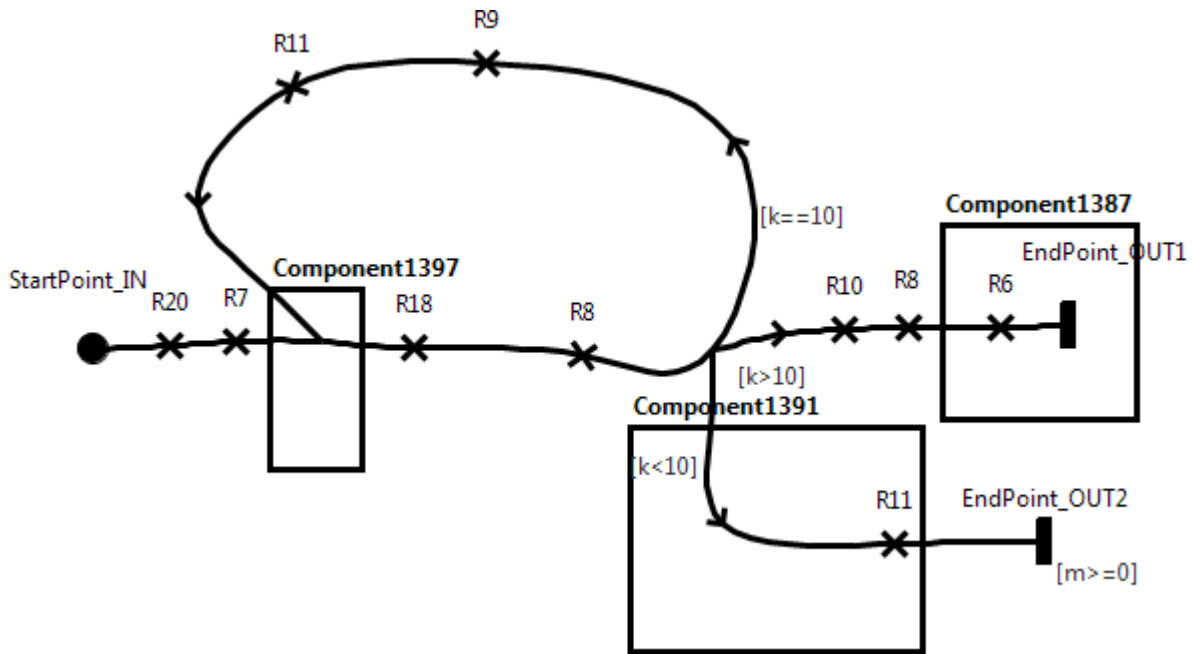 R9
R11
Component1387
[k==10]
EndPoint_OUT1
Component1397
StartPoint_IN
R20
R7
R18
R8
R10
R8
R6
[k>10]
Component1391
[k<10]
R11
EndPoint_OUT2
[m>=0]